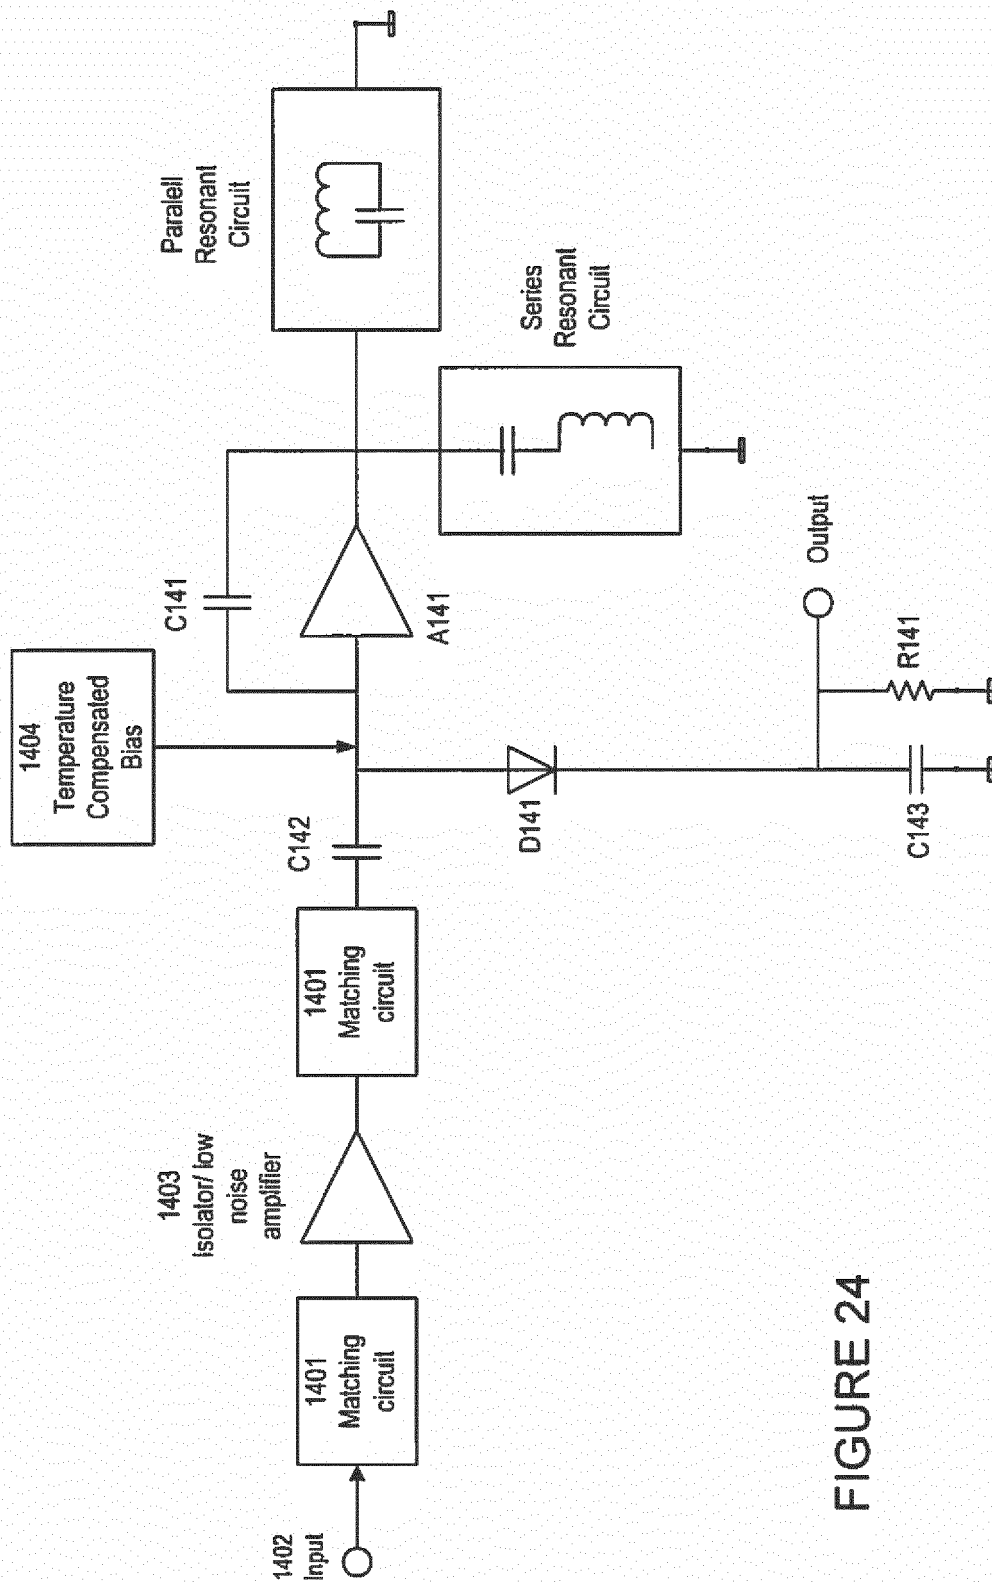 1402
Input
1401
Matching
circuit
1403
Isolator/ low
noise
amplifier
1401
Matching
circuit
C142
1404
Temperature
Compensated
Bias
C141
A141
D141
C143
R141
Output
Series
Resonant
Circuit
Paralell
Resonant
Circuit
FIGURE 24